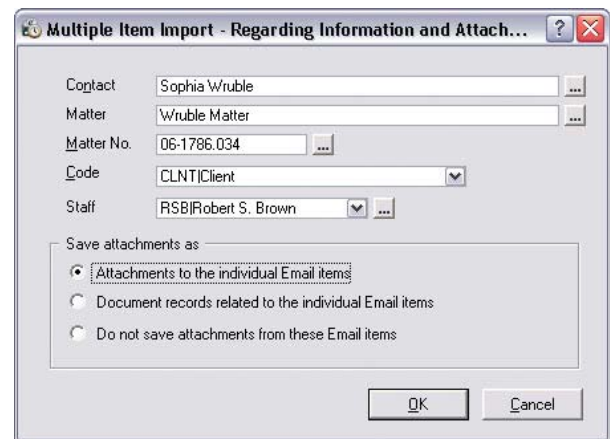 Multiple Item Import - Regarding Information and Attach...
Contact Sophia Wruble ...
Matter Wruble Matter ...
Matter No. 06-1786.034 ...
Code CLNT|Client
Staff RSB|Robert S. Brown ...
Save attachments as
Attachments to the individual Email items
Document records related to the individual Email items
Do not save attachments from these Email items
OK Cancel